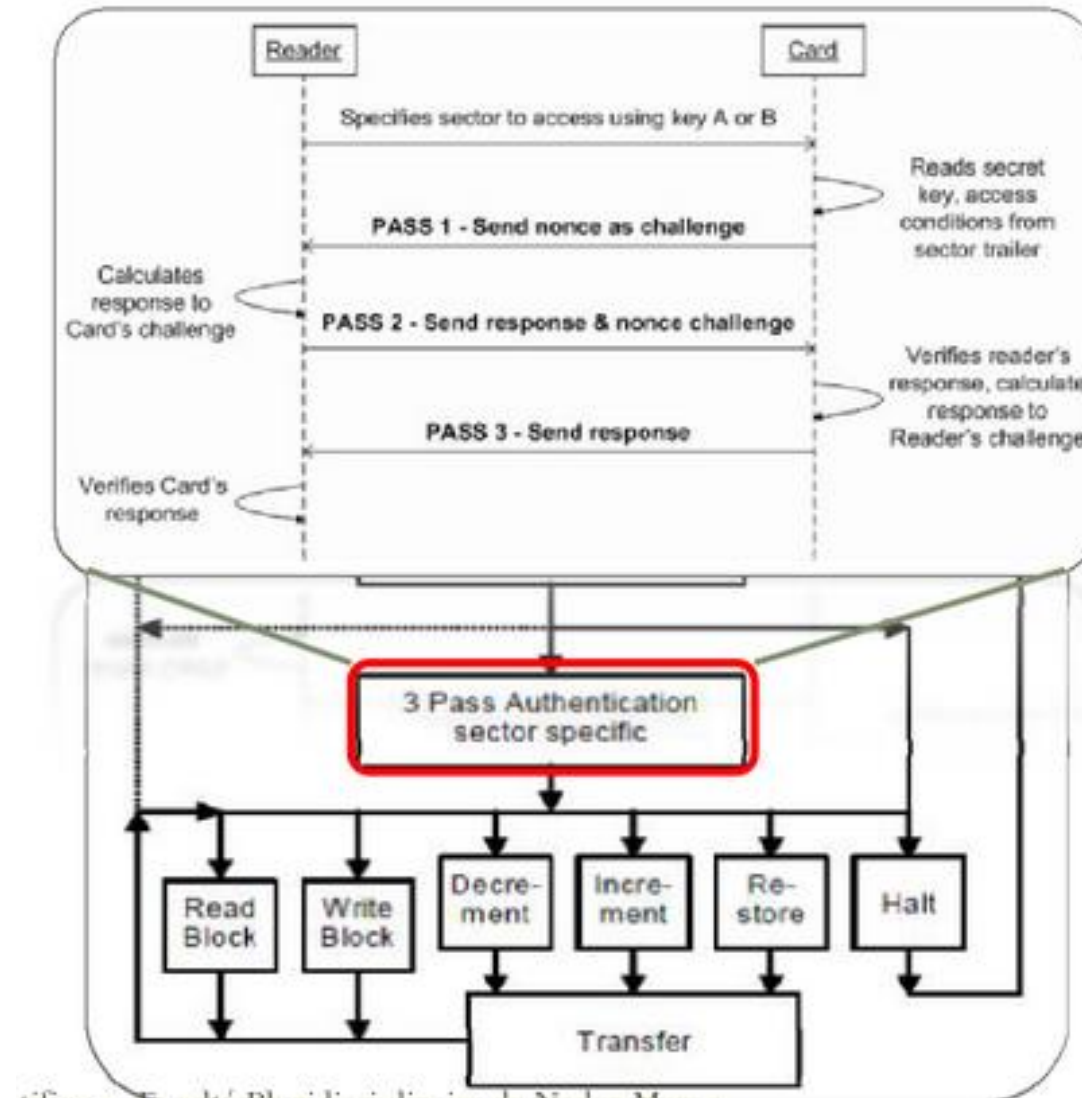 Reader
Card
Specifies sector to access using key A or B
Reads secret
key, access
conditions from
sector trailer
PASS 1 - Send nonce as challenge
Calculates
response to
Card's challenge
PASS 2 - Send response & nonce challenge
Verifies reader's
response, calculate
response to
Reader's challenge
PASS 3 - Send response
Verifies Card's
response
3 Pass Authentication
sector specific
Read
Block
Write
Block
Decre-
ment
Incre-
ment
Re-
store
Halt
Transfer